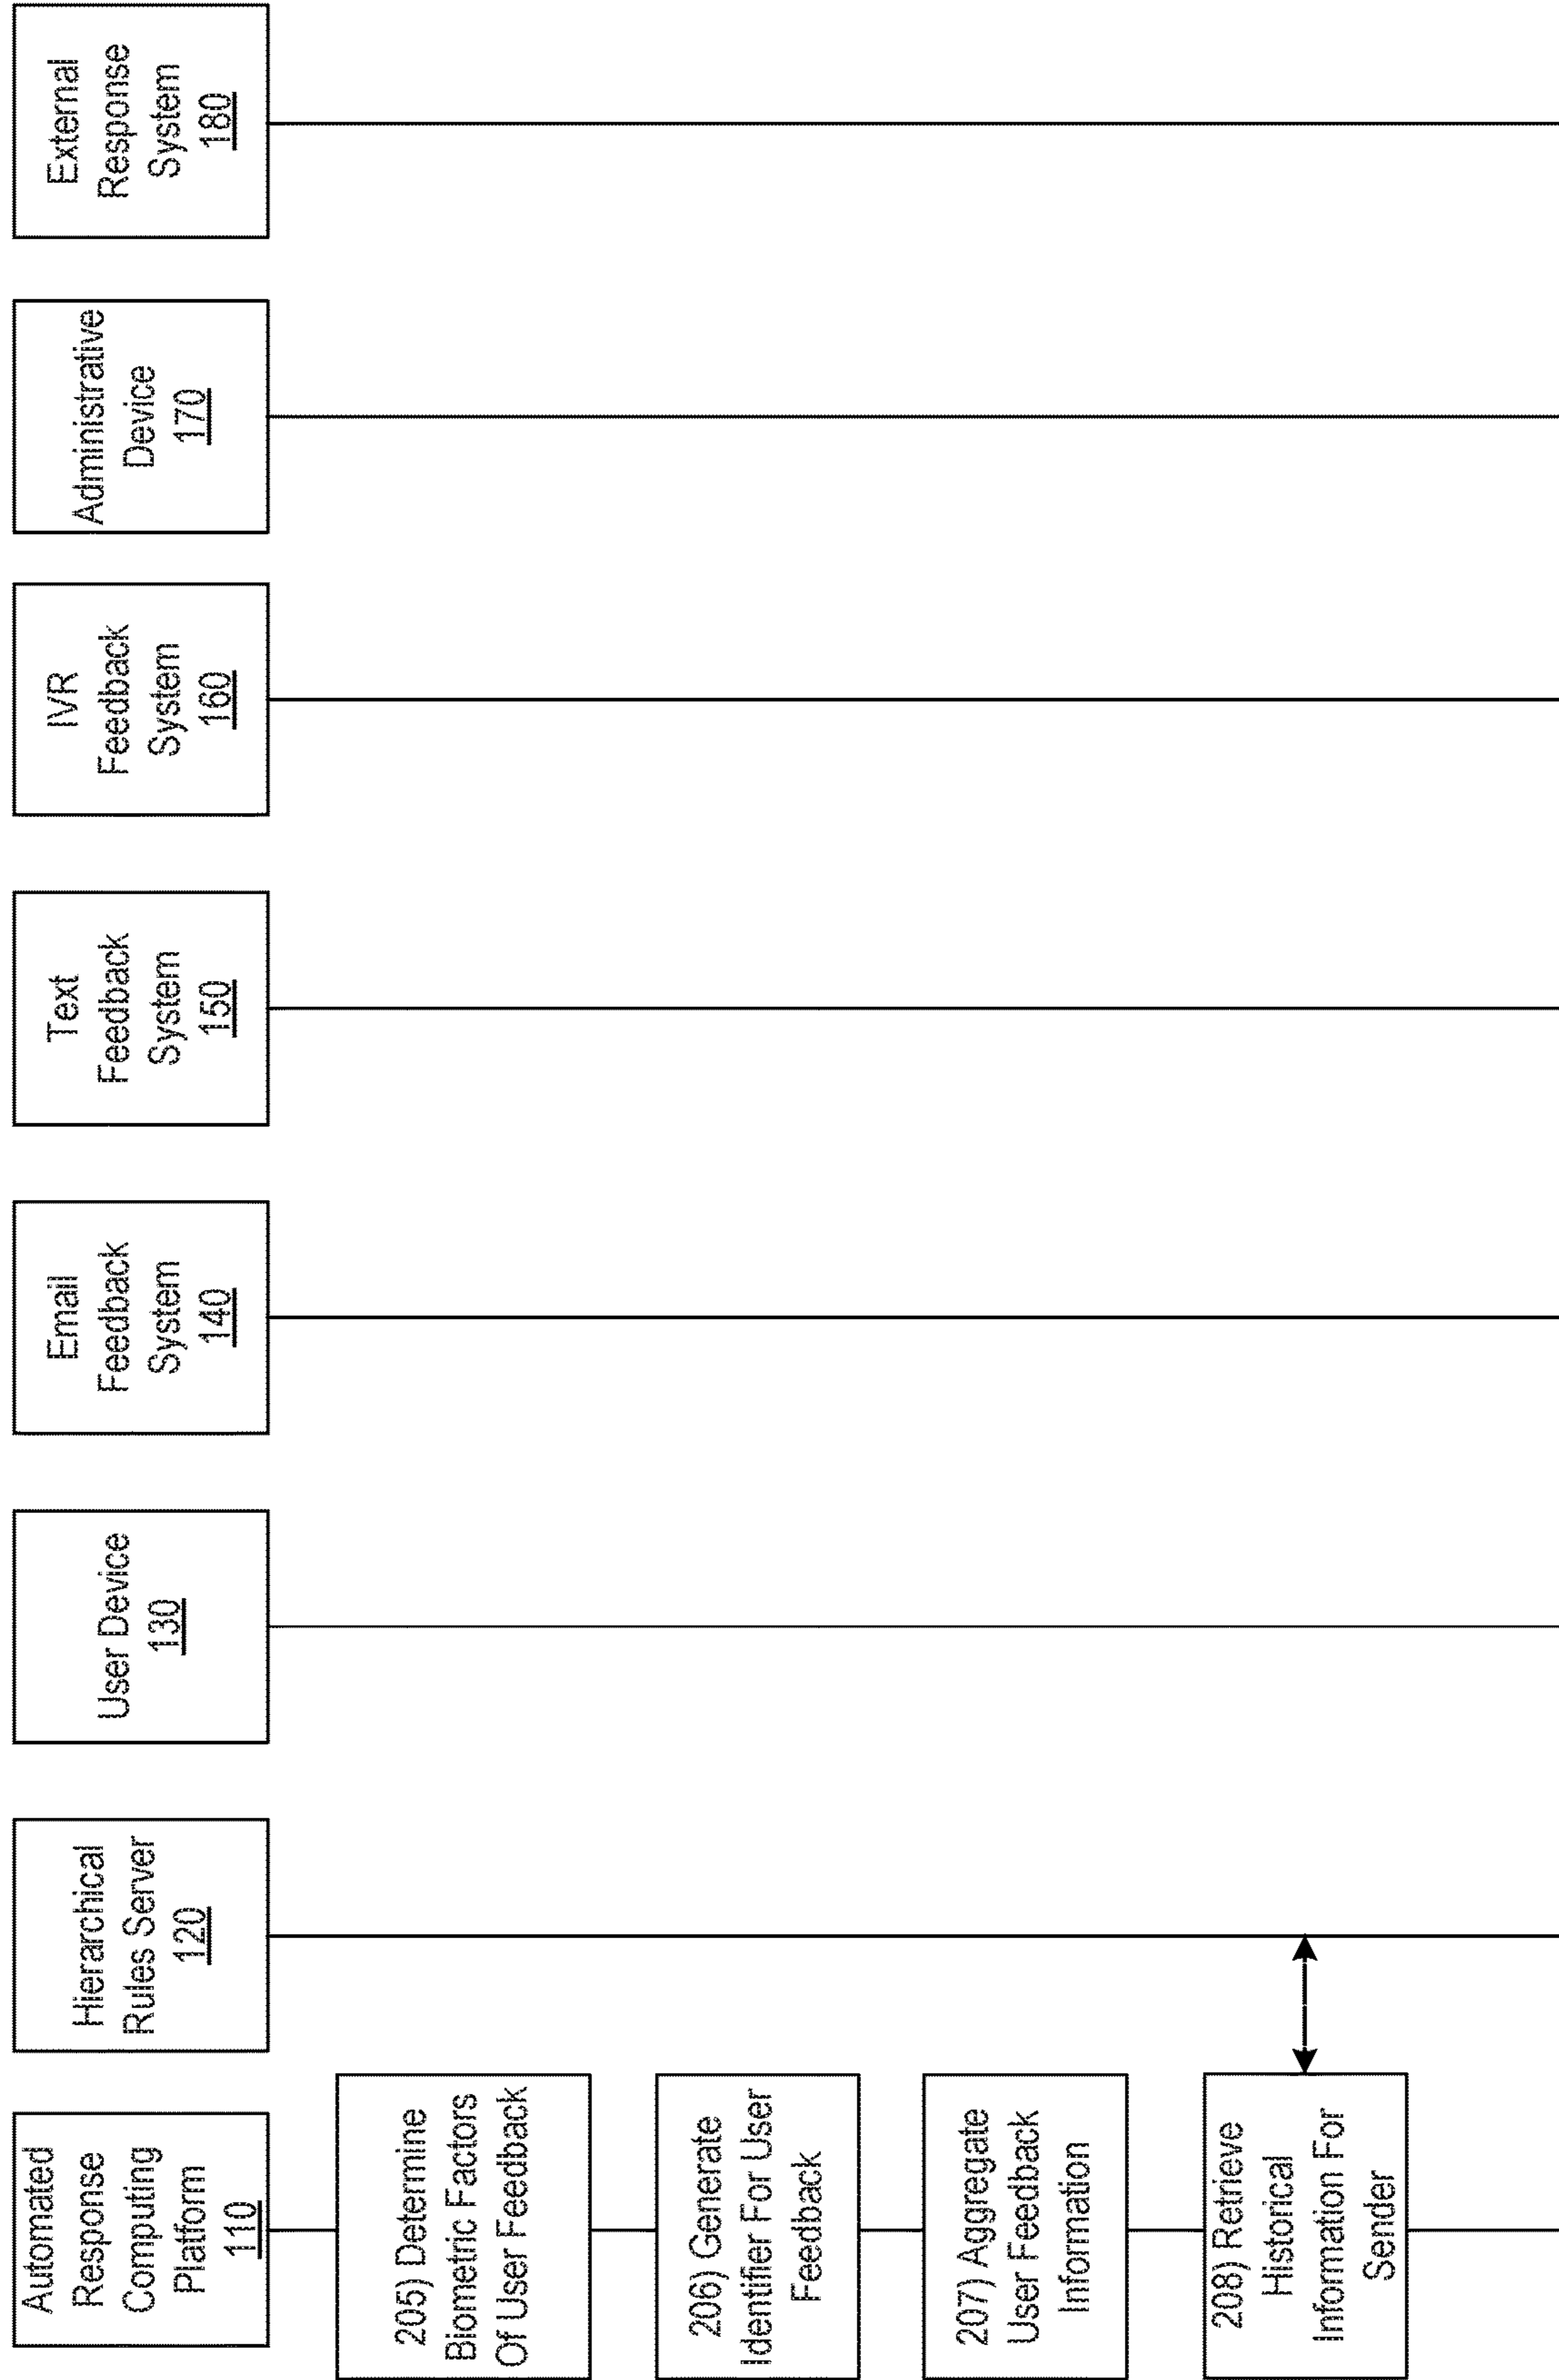 Automated
Response
Computing
Platform
110
Hierarchical
Rules Server
120
User Device
130
Email
Feedback
System
140
Text
Feedback
System
150
IVR
Feedback
System
160
Administrative
Device
170
External
Response
System
180
205) Determine
Biometric Factors
Of User Feedback
206) Generate
Identifier For User
Feedback
207) Aggregate
User Feedback
Information
208) Retrieve
Historical
Information For
Sender